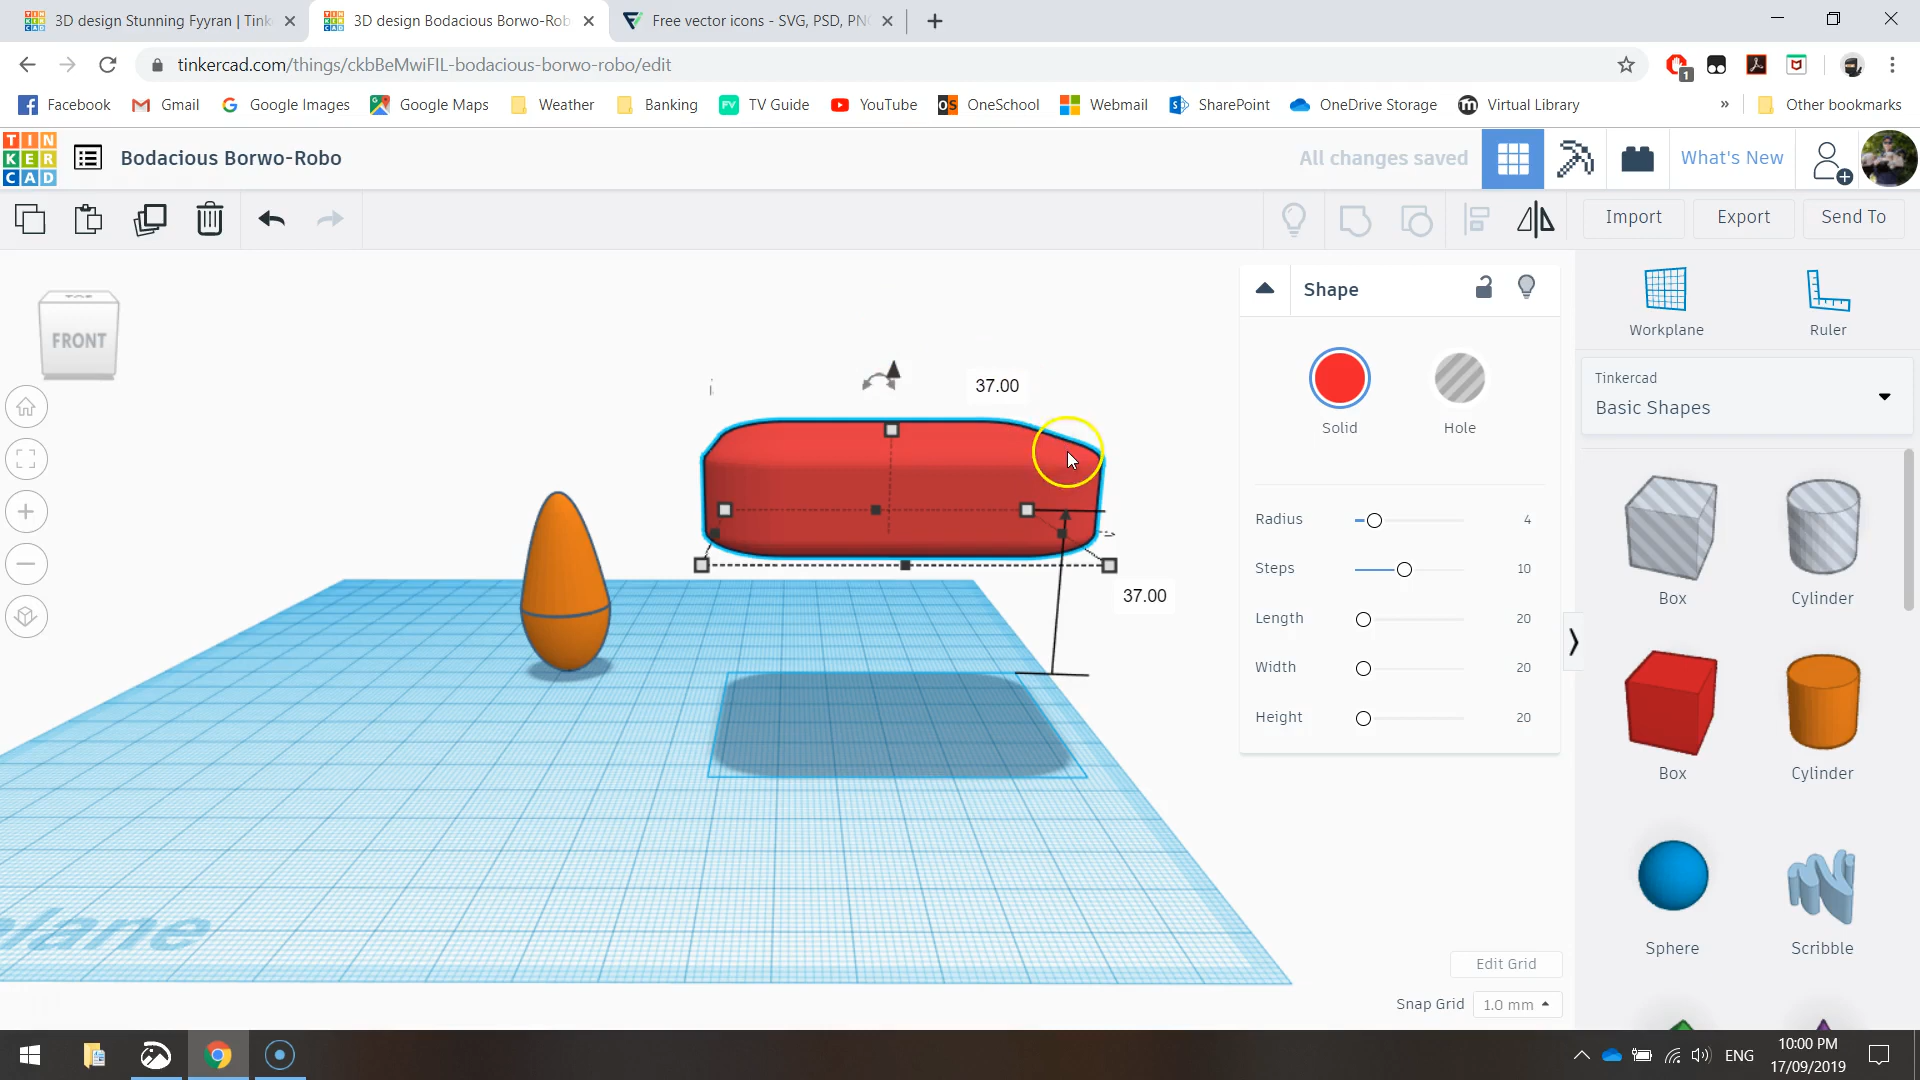 3D design Stunning Fyyran | Tink
3D design Bodacious Borwo-Rob
Free vector icons - SVG, PSD, PN
tinkercad.com/things/ckbBeMwiFIL-bodacious-borwo-robo/edit
1
Facebook
Gmail
Google Images
Google Maps
Weather
Banking
TV Guide
YouTube
OneSchool
Webmail
SharePoint
OneDrive Storage
Virtual Library
»
Other bookmarks
TIN
KER
CAD
Bodacious Borwo-Robo
All changes saved
What's New
Import
Export
Send To
FRONT
37.00
37.00
Shape
Solid
Hole
Radius 4
Steps 10
Length 20
Width 20
Height 20
Workplane
Ruler
Tinkercad
Basic Shapes
Box
Cylinder
Box
Cylinder
Sphere
Scribble
plane
Edit Grid
Snap Grid 1.0 mm
ENG
10:00 PM
17/09/2019